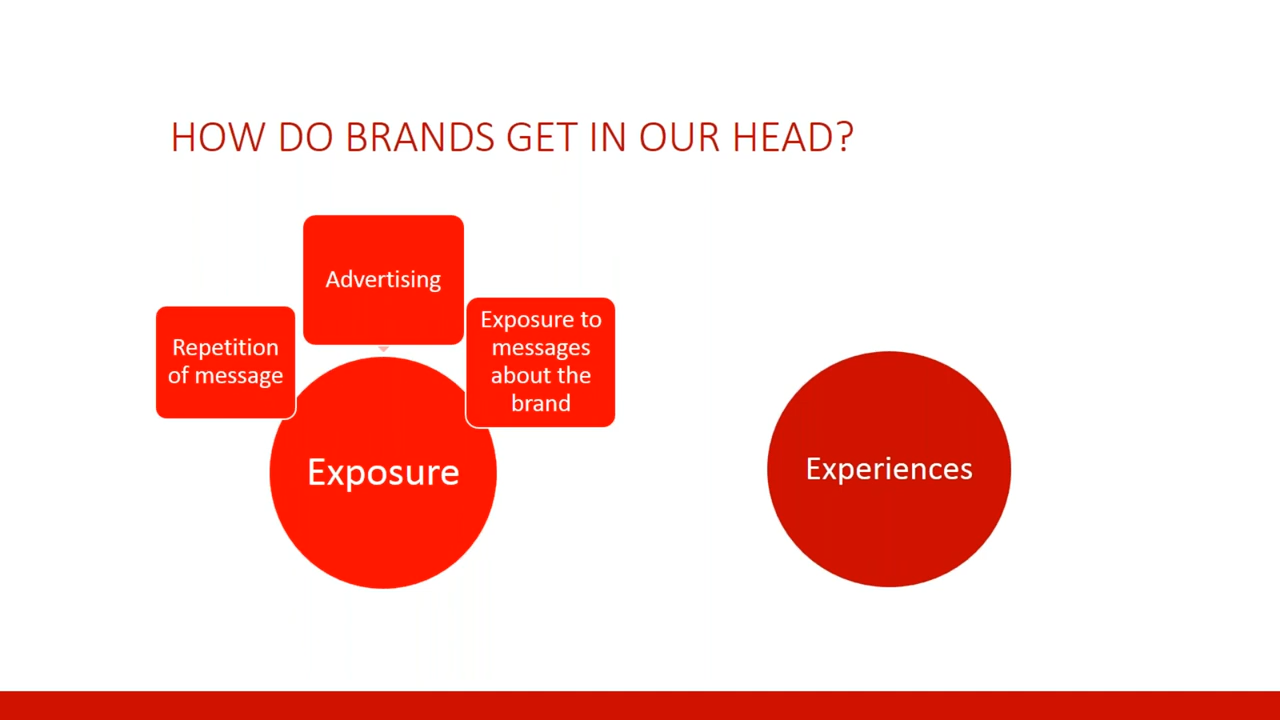 HOW DO BRANDS GET IN OUR HEAD?
Advertising
Repetition
of message
Exposure to
messages
about the
brand
Exposure
Experiences